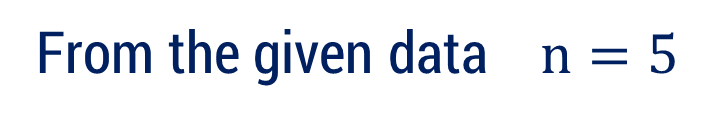 From the given data n = 5